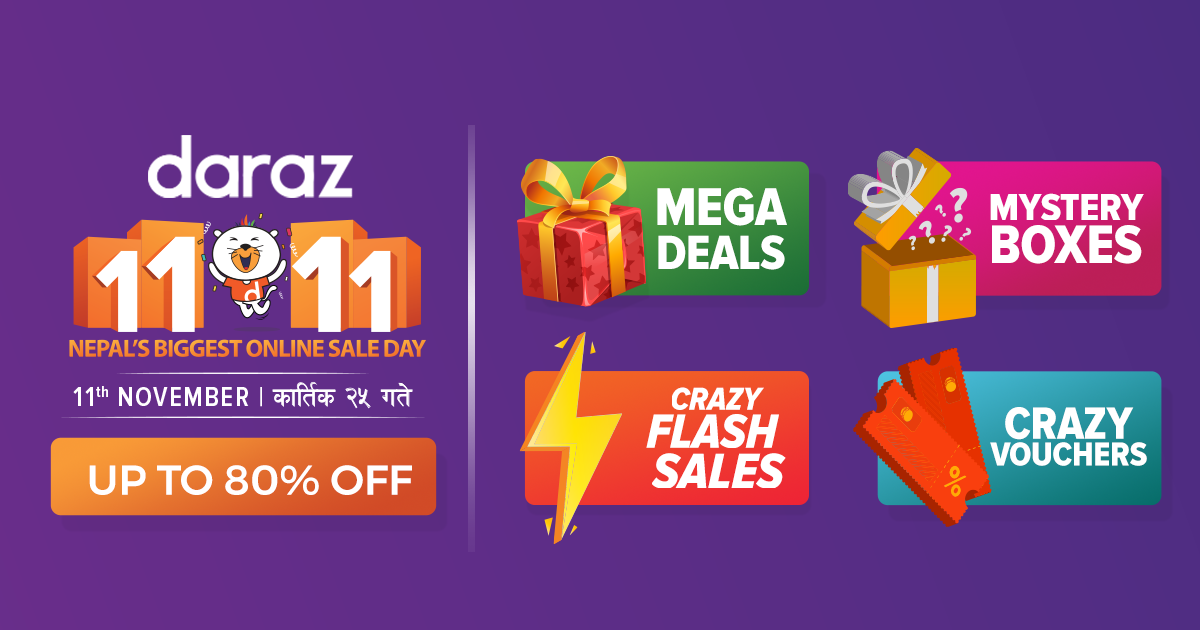 daraz
11 11
NEPAL'S BIGGEST ONLINE SALE DAY
11th NOVEMBER | कार्तिक २५ गते
UP TO 80% OFF
MEGA
DEALS
MYSTERY
BOXES
CRAZY
FLASH
SALES
CRAZY
VOUCHERS